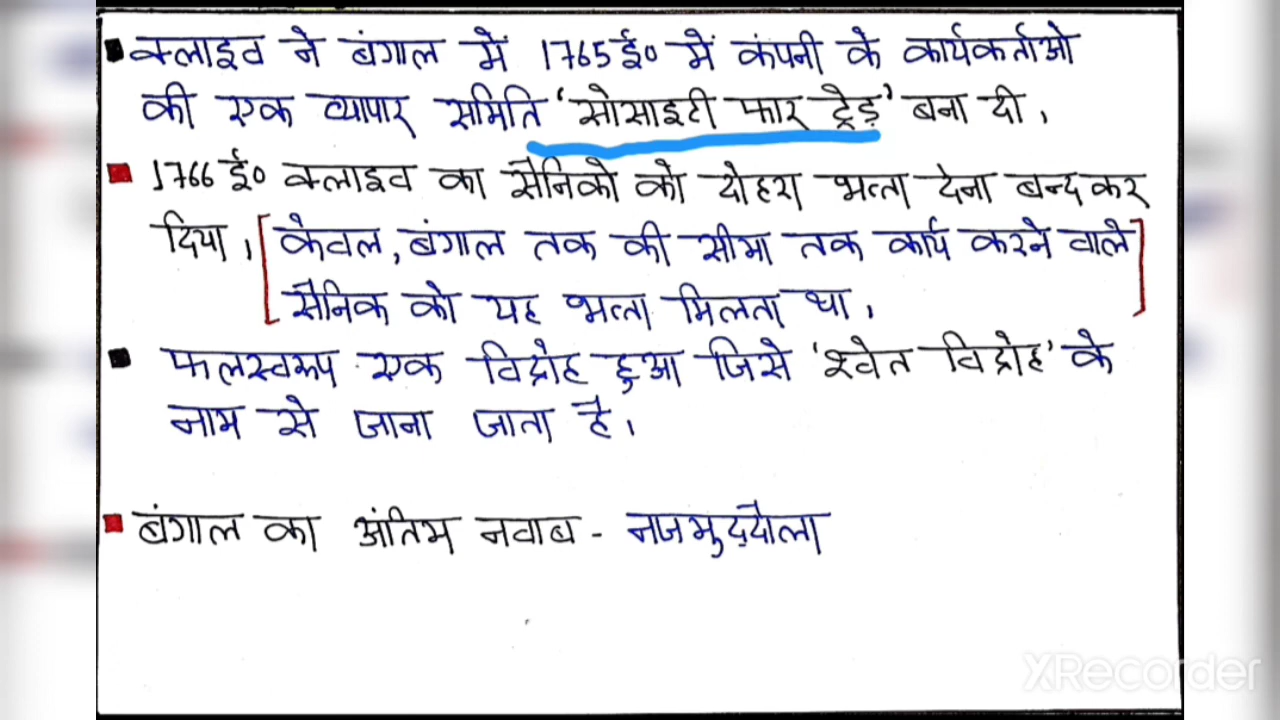 क्लाइव ने बंगाल में 1765 ई० में कंपनी के कार्यकर्ताओ
की एक व्यापार समिति 'सोसाइटी फार ट्रेड़' बना दी।
1766 ई० क्लाइव का सैनिको को दोहरा भत्ता देना बन्द कर
दिया। [केवल, बंगाल तक की सीमा तक कार्य करने वाले
सैनिक को यह भत्ता मिलता था।]
फलस्वरूप एक विद्रोह हुआ जिसे 'श्वेत विद्रोह' के
नाम से जाना जाता है।
बंगाल का अंतिम नवाब - नजमुद्दौला
XRecorder